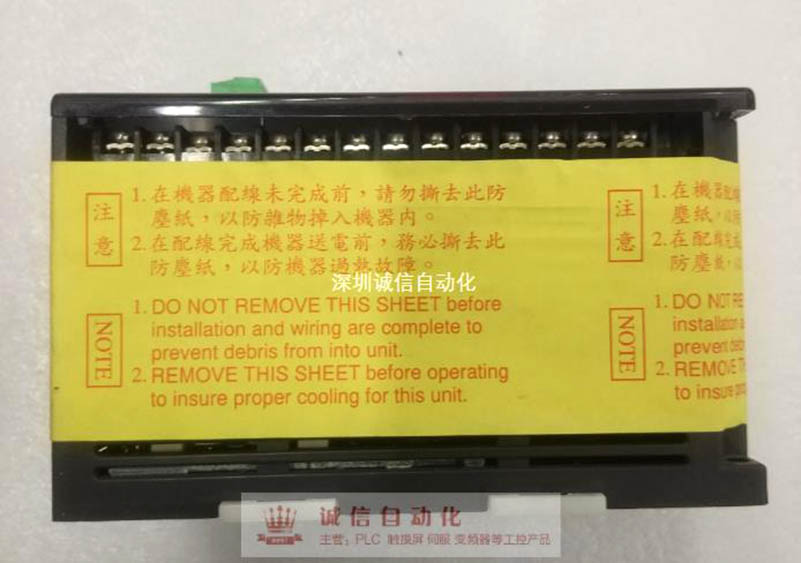 注意
1. 在機器配線未完成前，請勿撕去此防
塵紙，以防雜物掉入機器內。
2. 在配線完成機器送電前，務必撕去此
防塵紙，以防機器過熱故障。
深圳诚信自动化
NOTE
1. DO NOT REMOVE THIS SHEET before
installation and wiring are complete to
prevent debris from into unit.
2. REMOVE THIS SHEET before operating
to insure proper cooling for this unit.
注意
1. 在機器配
塵紙，以防
2. 在配線完
防塵紙，以
NOTE
1. DO NOT RE
installation a
prevent deb
2. REMOVE T
to insure
诚信自动化
主营：PLC 触摸屏 伺服 变频器等工控产品